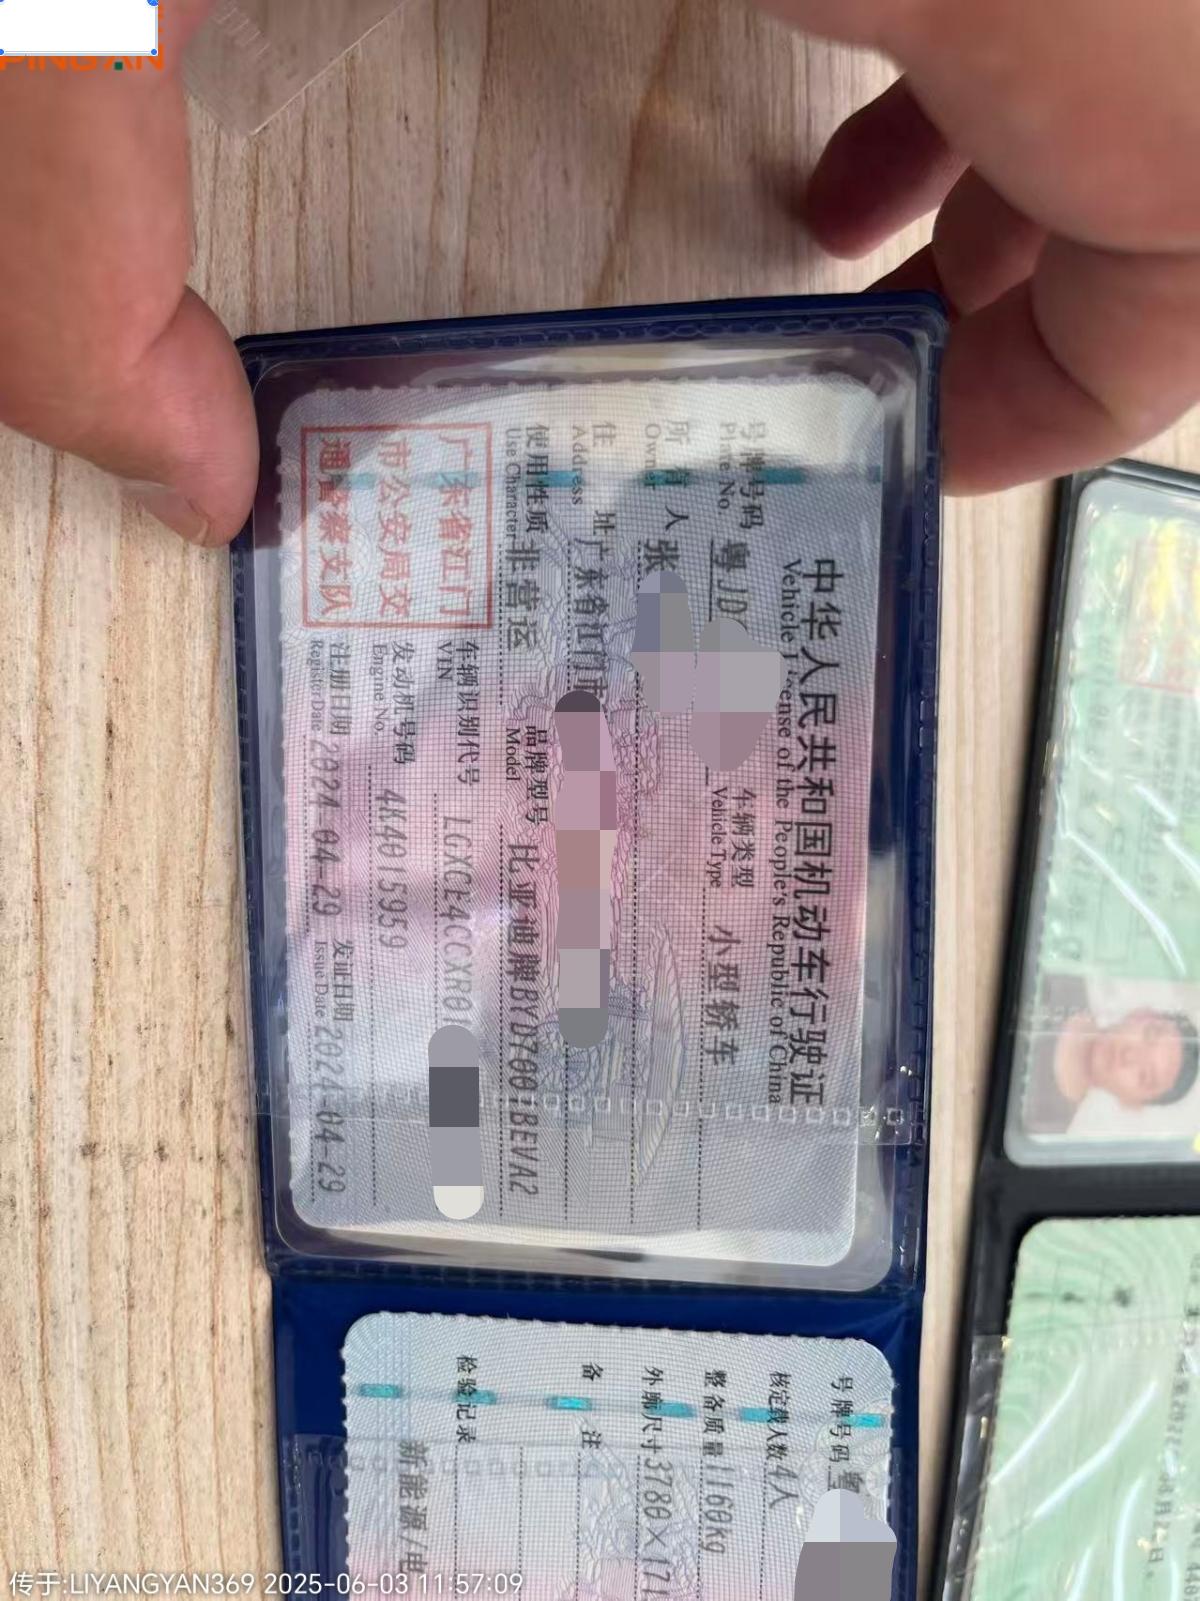 PINGAN
中华人民共和国机动车行驶证
Vehicle License of the People's Republic of China
号牌号码 粤JD
Plate No.
车辆类型 小型轿车
Vehicle Type
所有人 张
Owner
住址 广东省江门市
Address
使用性质 非营运
Use Character
品牌型号 比亚迪牌BYD7001BEVA2
Model
车辆识别代号 LGXCE4CCXR0
VIN
发动机号码 4K4015959
Engine No.
注册日期 2024-04-29
Register Date
发证日期 2024-04-29
Issue Date
广东省江门
市公安局交
通警察支队
号牌号码 粤
核定载人数 4人
整备质量 1160kg
外廓尺寸 3780×171
备注
检验记录
新能源/电
传于:LIYANGYAN369 2025-06-03 11:57:09